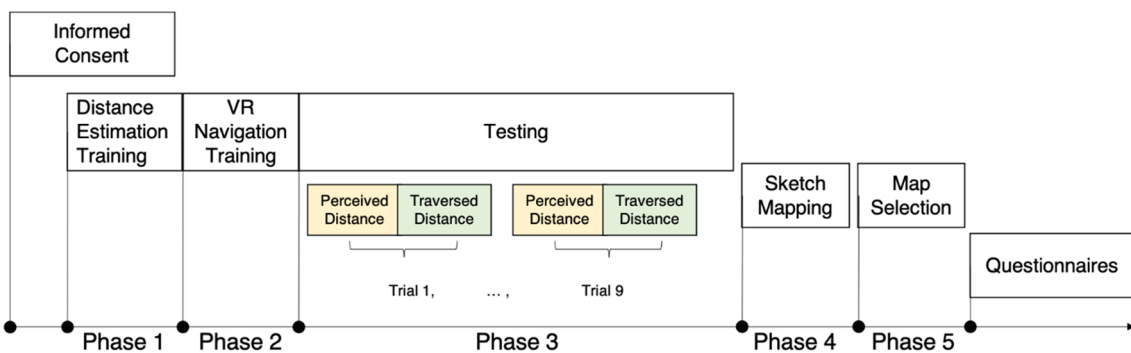 Informed
Consent
Distance
Estimation
Training
VR
Navigation
Training
Testing
Perceived
Distance
Traversed
Distance
Perceived
Distance
Traversed
Distance
Trial 1,
... ,
Trial 9
Sketch
Mapping
Map
Selection
Questionnaires
Phase 1
Phase 2
Phase 3
Phase 4
Phase 5